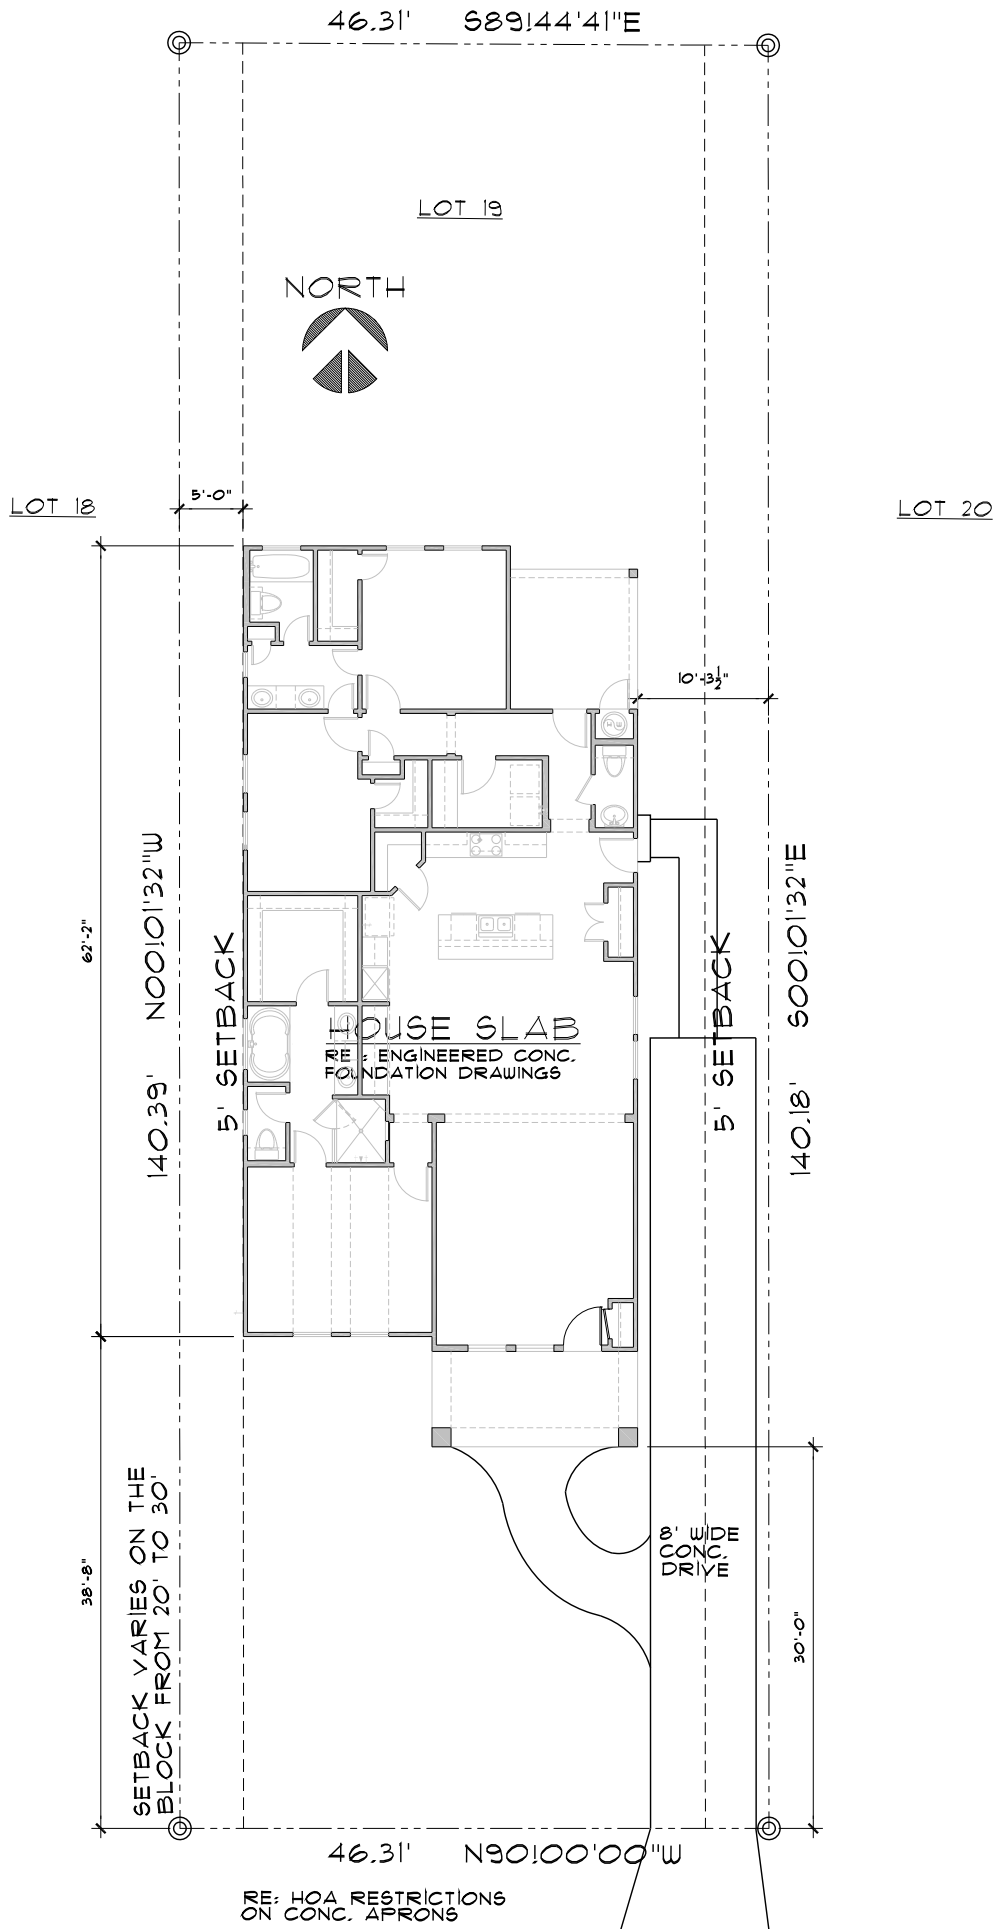 46.31' S89!44'41"E
LOT 19
NORTH
5'-0"
LOT 18
LOT 20
10'-3½"
62'-2"
140.39' N00!01'32"W
5' SETBACK
HOUSE SLAB
RE: ENGINEERED CONC.
FOUNDATION DRAWINGS
5' SETBACK
140.18' S00!01'32"E
38'-8"
SETBACK VARIES ON THE
BLOCK FROM 20' TO 30'
8' WIDE
CONC.
DRIVE
30'-0"
46.31' N90!00'00"W
RE: HOA RESTRICTIONS
ON CONC. APRONS